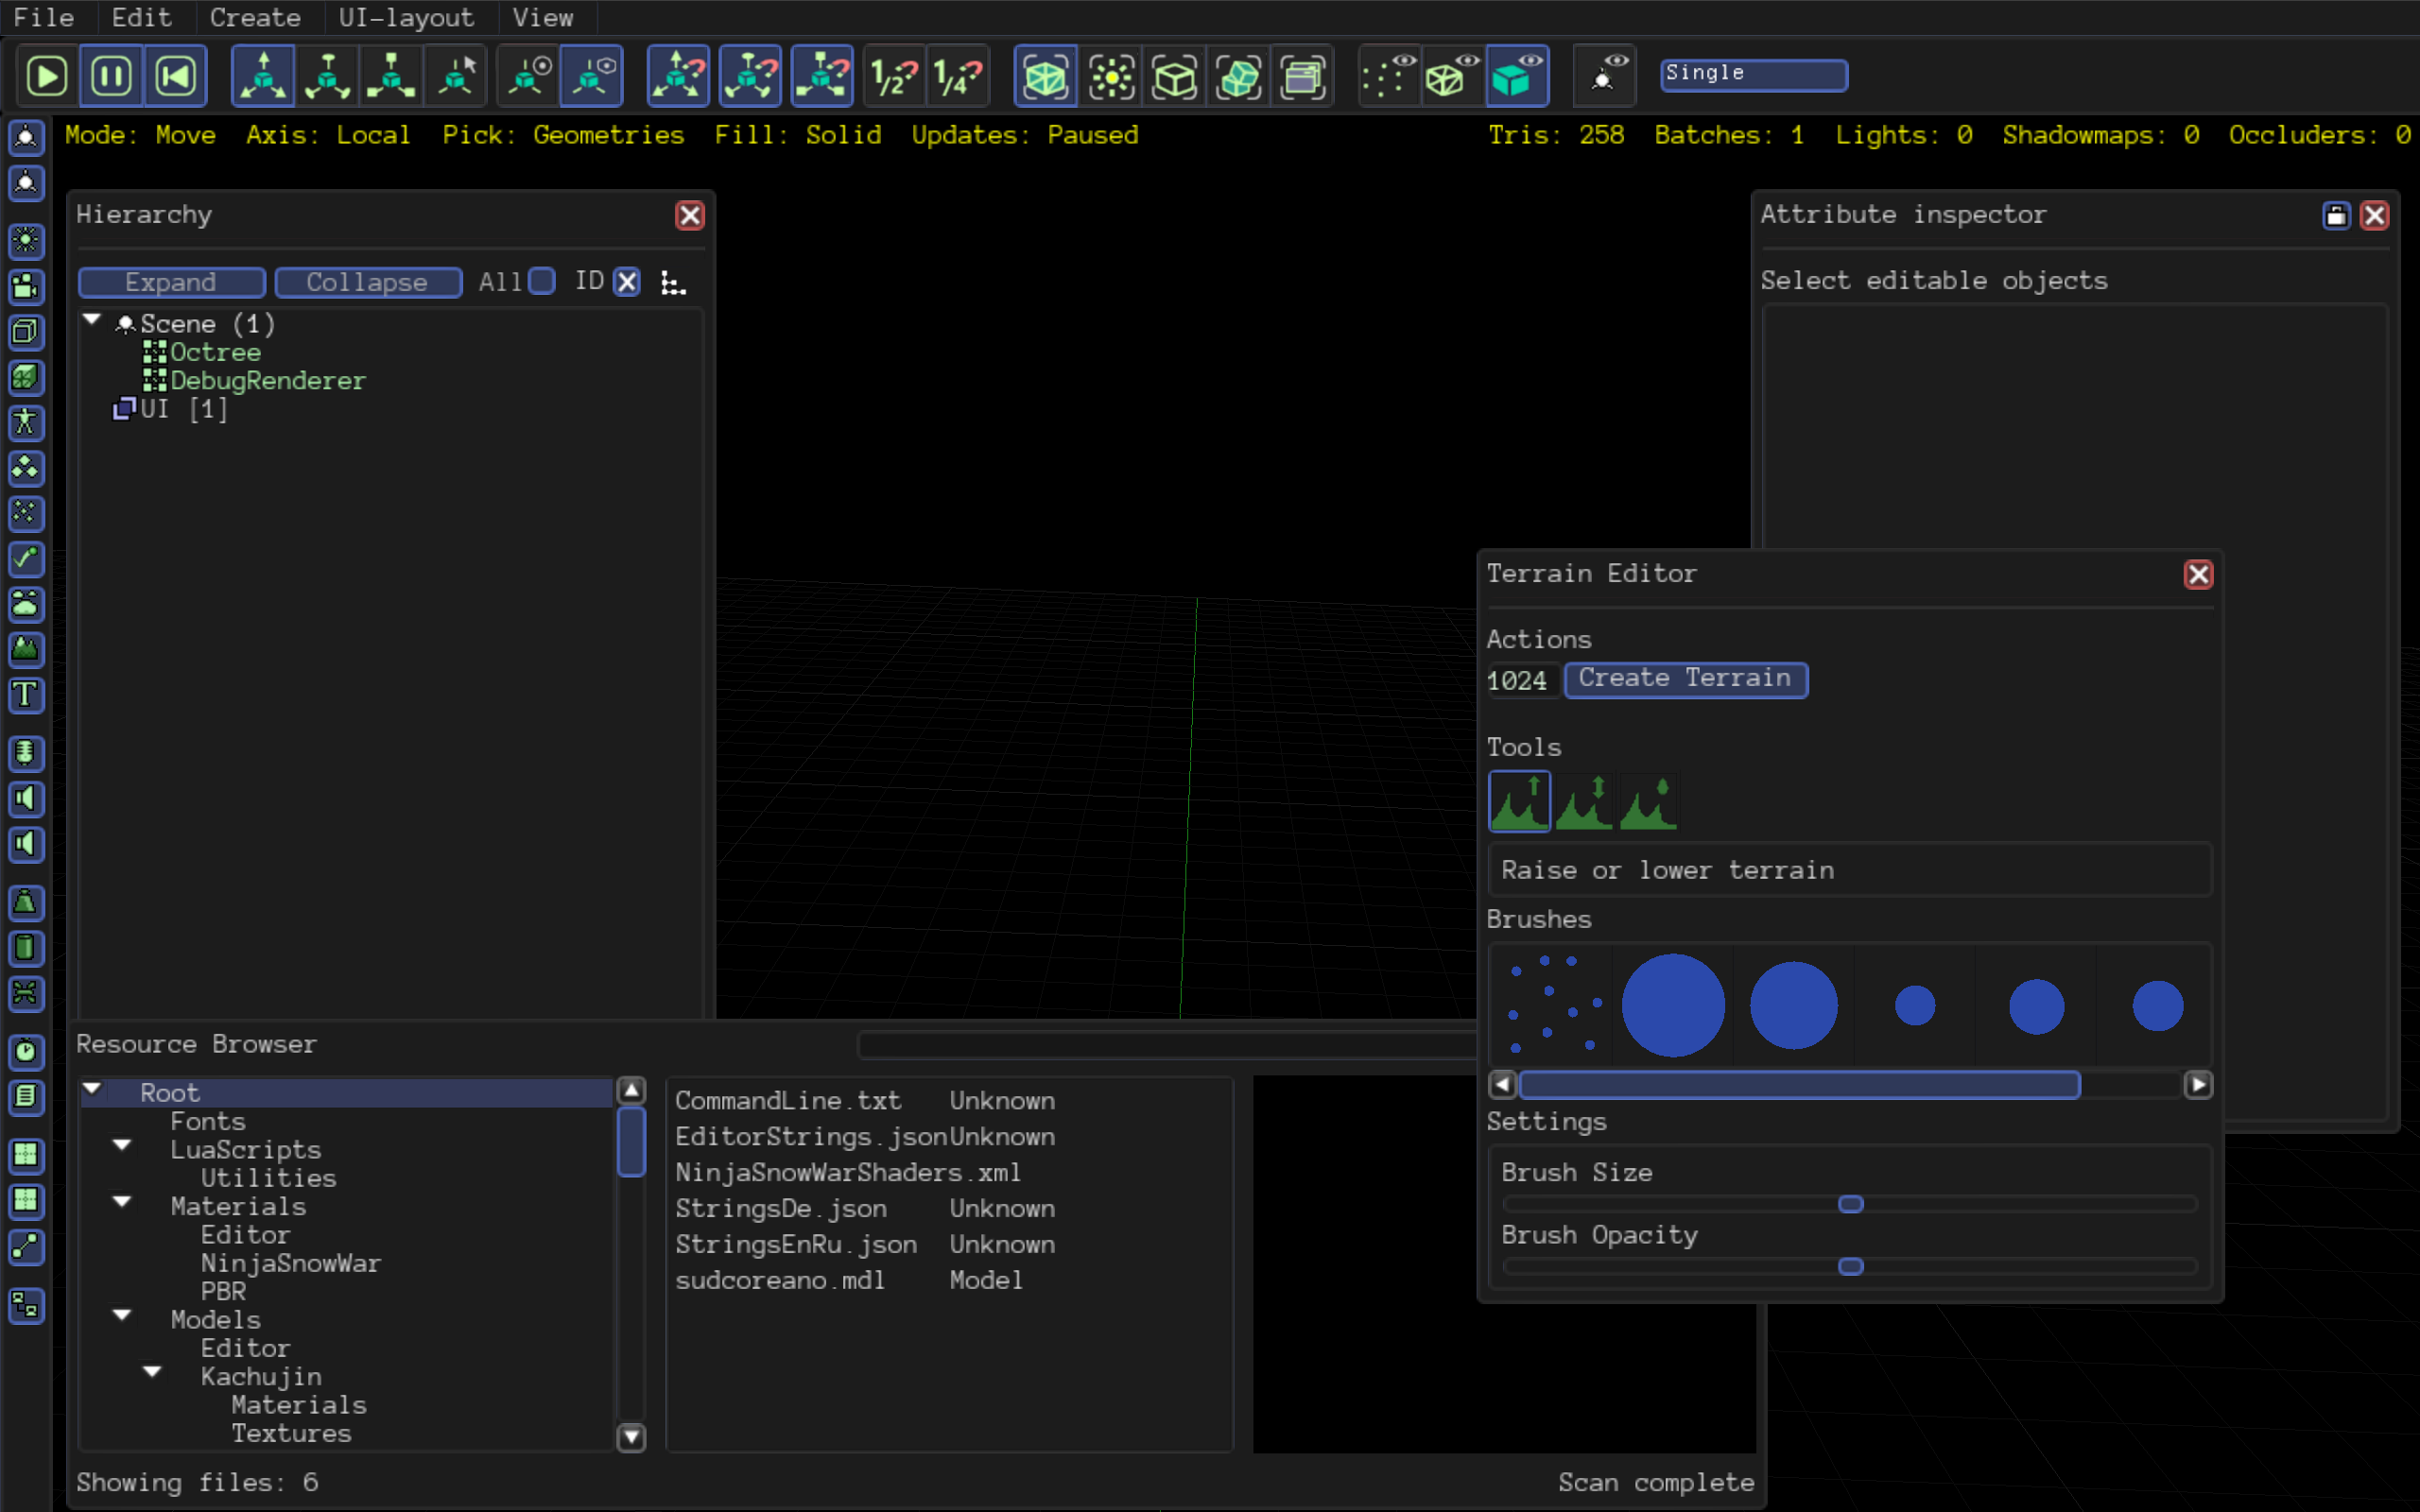 File Edit Create UI-layout View
1/2? 1/4? Single
Mode: Move Axis: Local Pick: Geometries Fill: Solid Updates: Paused
Tris: 258 Batches: 1 Lights: 0 Shadowmaps: 0 Occluders: 0
Hierarchy
Expand Collapse All ID
Scene (1)
Octree
DebugRenderer
UI [1]
Attribute inspector
Select editable objects
Terrain Editor
Actions
1024 Create Terrain
Tools
Raise or lower terrain
Brushes
Settings
Brush Size
Brush Opacity
Resource Browser
Root
Fonts
LuaScripts
Utilities
Materials
Editor
NinjaSnowWar
PBR
Models
Editor
Kachujin
Materials
Textures
CommandLine.txt Unknown
EditorStrings.json Unknown
NinjaSnowWarShaders.xml
StringsDe.json Unknown
StringsEnRu.json Unknown
sudcoreano.mdl Model
Showing files: 6
Scan complete